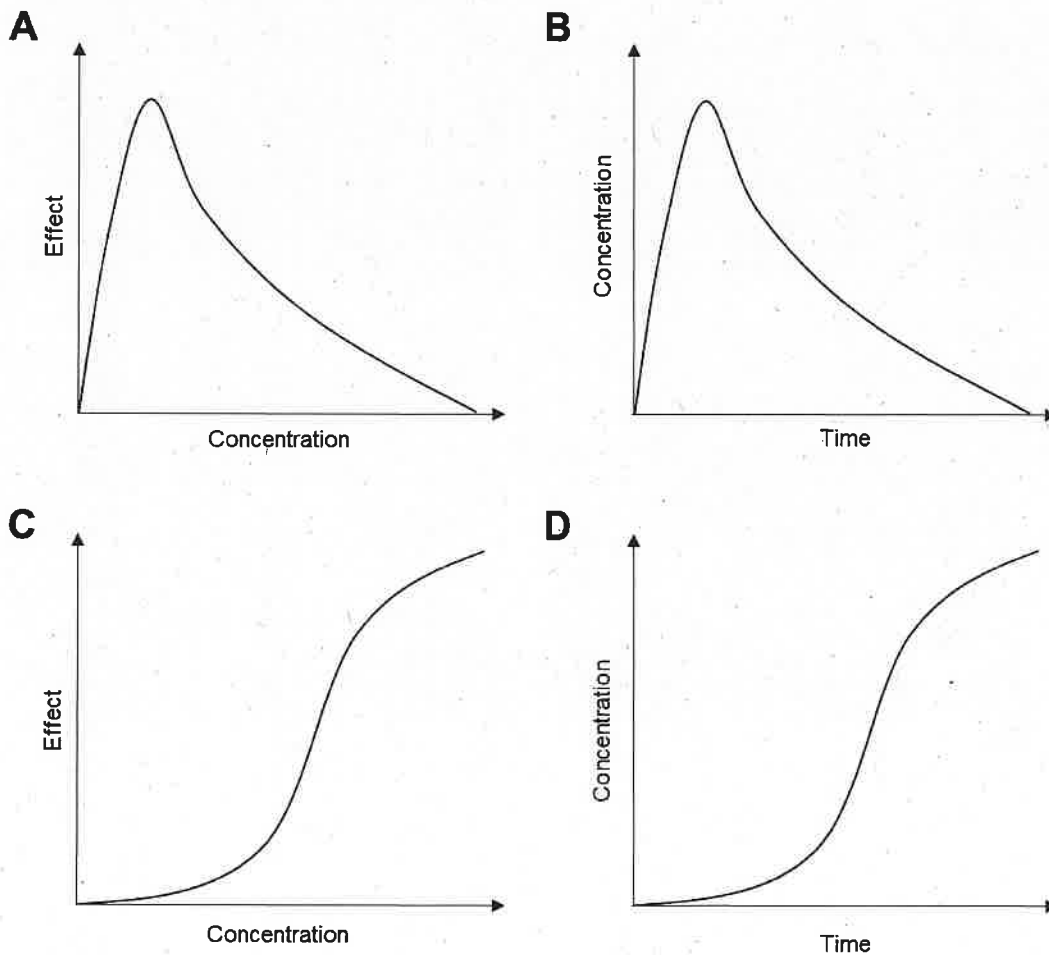 A
B
Effect
Concentration
Concentration
Time
C
D
Effect
Concentration
Concentration
Time